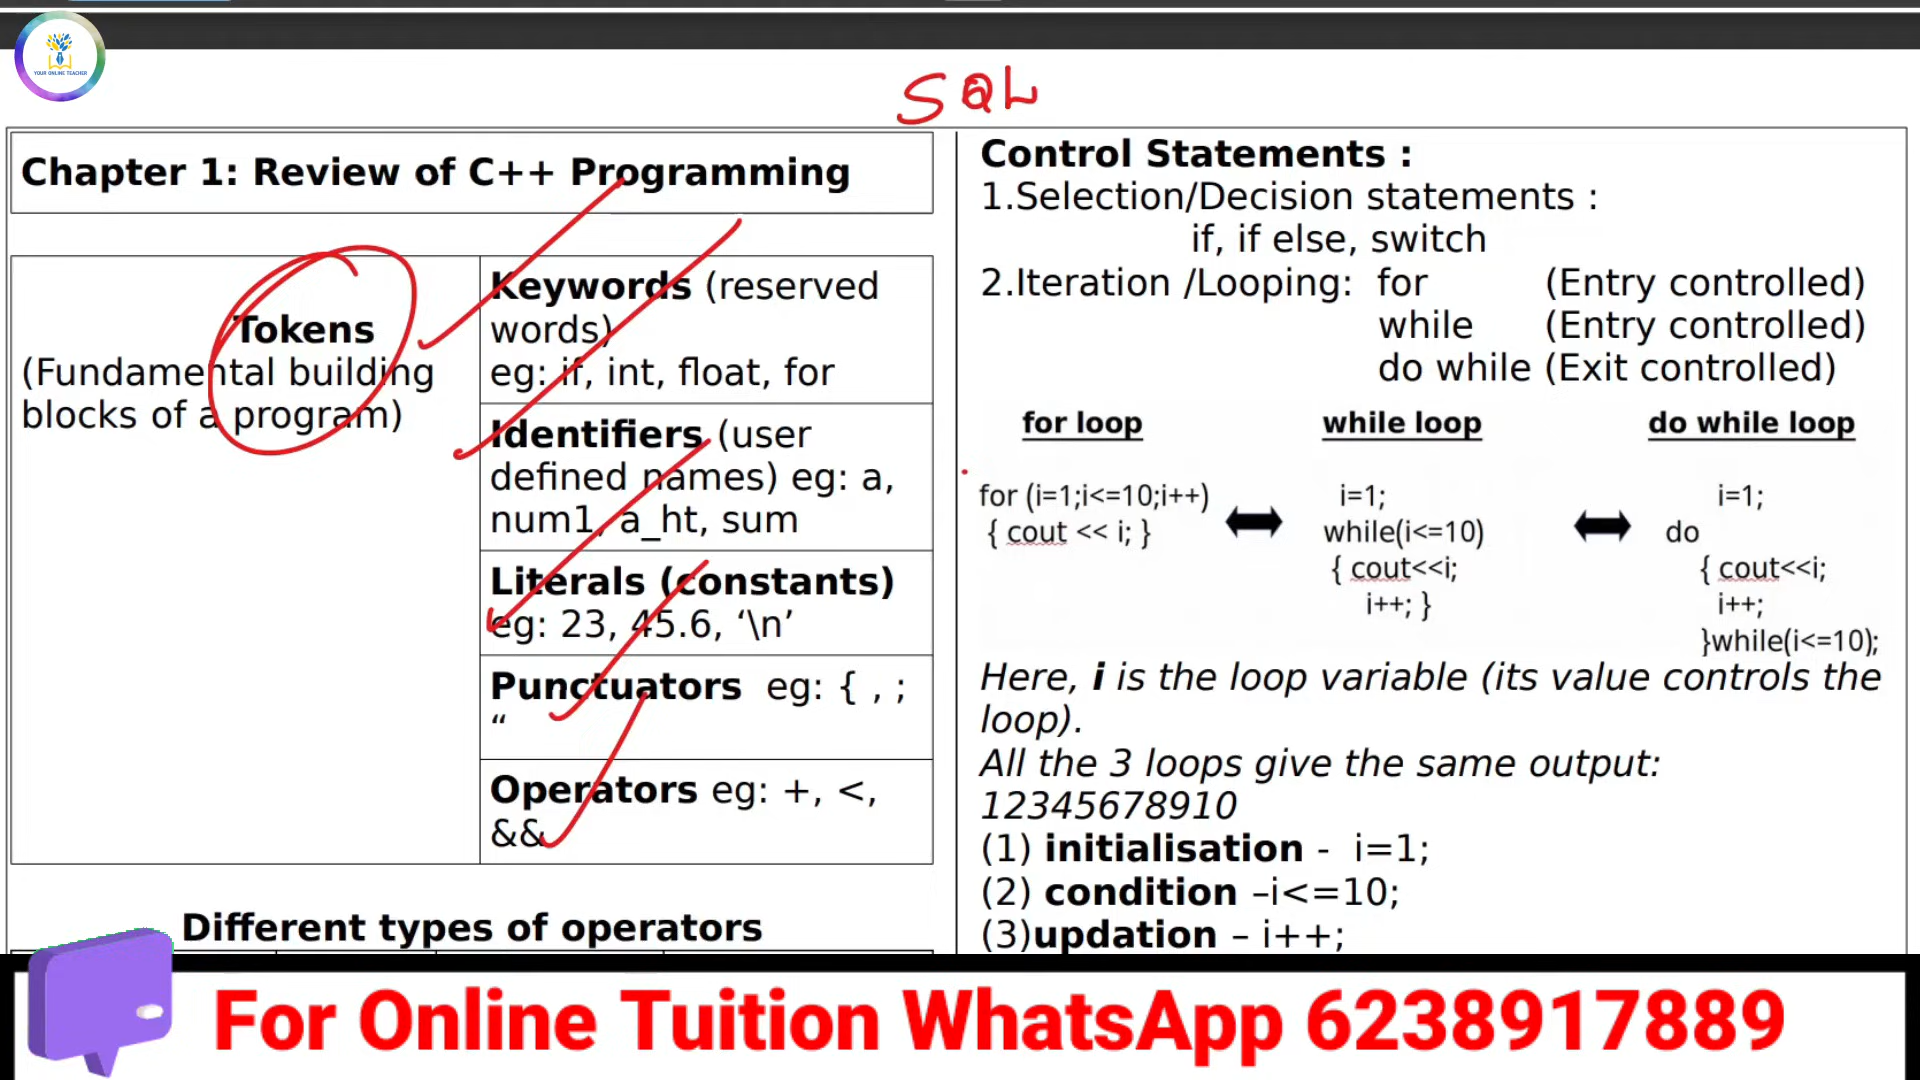 YOUR ONLINE TEACHER
SQL
Chapter 1: Review of C++ Programming
Tokens
(Fundamental building
blocks of a program)
Keywords (reserved
words)
eg: if, int, float, for
Identifiers (user
defined names) eg: a,
num1, a_ht, sum
Literals (constants)
eg: 23, 45.6, ‘\n’
Punctuators eg: { , ;
“
Operators eg: +, <,
&&
Different types of operators
Control Statements :
1.Selection/Decision statements :
if, if else, switch
2.Iteration /Looping: for (Entry controlled)
while (Entry controlled)
do while (Exit controlled)
for loop while loop do while loop
for (i=1;i<=10;i++) i=1; i=1;
{ cout << i; } while(i<=10) do
{ cout<<i; { cout<<i;
i++; } i++;
}while(i<=10);
Here, i is the loop variable (its value controls the
loop).
All the 3 loops give the same output:
12345678910
(1) initialisation - i=1;
(2) condition –i<=10;
(3)updation – i++;
For Online Tuition WhatsApp 6238917889